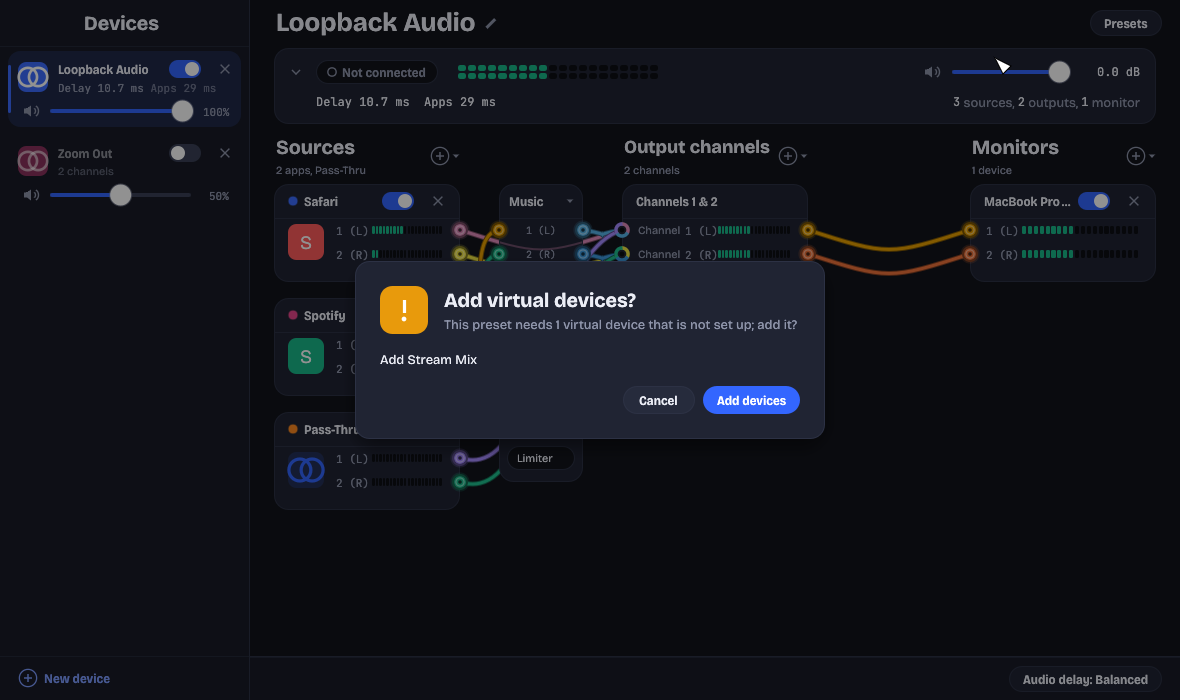 Devices
Loopback Audio
Delay 10.7 ms Apps 29 ms
100%
Zoom Out
2 channels
50%
New device
Loopback Audio
Presets
Not connected
0.0 dB
Delay 10.7 ms Apps 29 ms
3 sources, 2 outputs, 1 monitor
Sources
2 apps, Pass-Thru
Output channels
2 channels
Monitors
1 device
Safari
S
1 (L)
2 (R)
Music
1 (L)
2 (R)
Channels 1 & 2
Channel 1 (L)
Channel 2 (R)
MacBook Pro...
1 (L)
2 (R)
Spotify
S
1 (
2 (
Pass-Thru
1 (L)
2 (R)
Limiter
!
Add virtual devices?
This preset needs 1 virtual device that is not set up; add it?
Add Stream Mix
Cancel
Add devices
Audio delay: Balanced